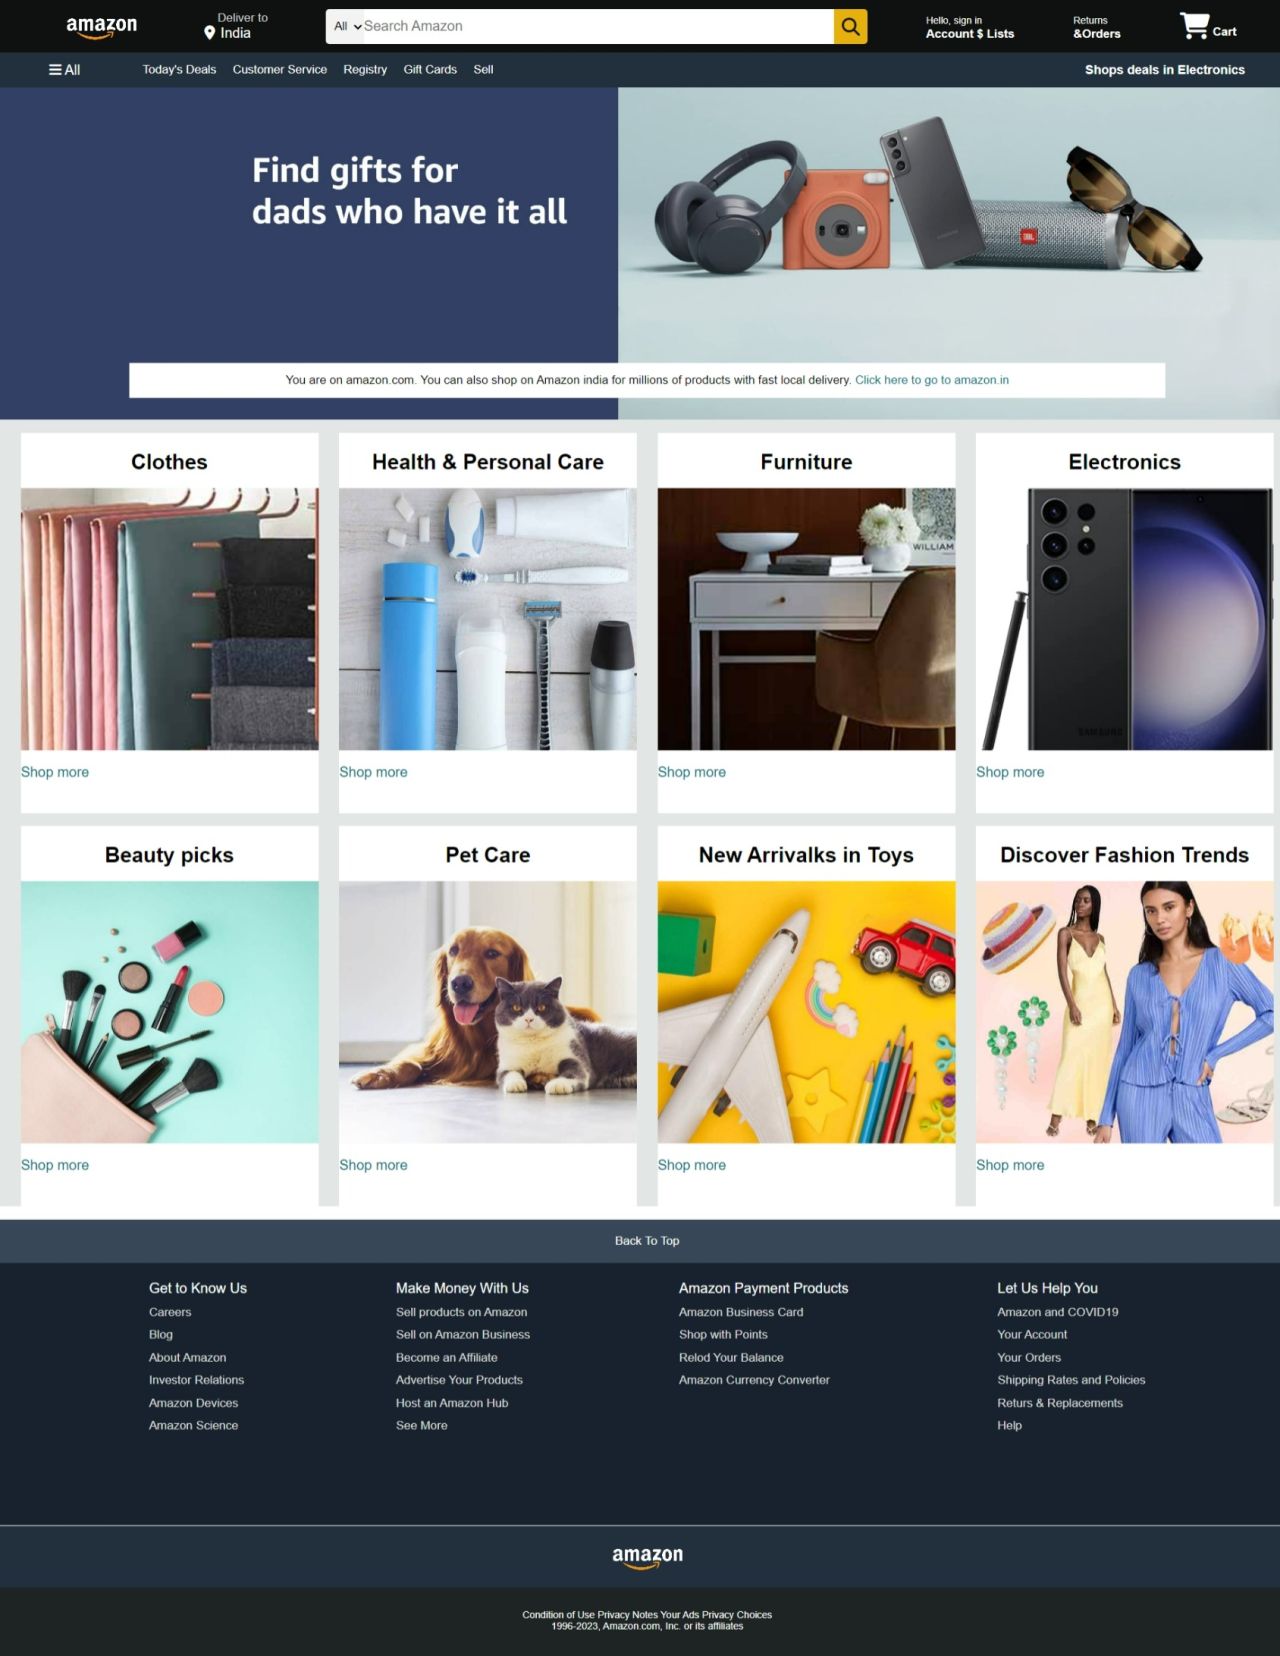 amazon
Deliver to
India
All
Search Amazon
Hello, sign in
Account $ Lists
Returns
&Orders
Cart
All
Today's Deals
Customer Service
Registry
Gift Cards
Sell
Shops deals in Electronics
Find gifts for
dads who have it all
JBL
SAMSUNG
You are on amazon.com. You can also shop on Amazon india for millions of products with fast local delivery. Click here to go to amazon.in
Clothes
Health & Personal Care
Furniture
Electronics
WILLIAM
SAMSUNG
Shop more
Shop more
Shop more
Shop more
Beauty picks
Pet Care
New Arrivalks in Toys
Discover Fashion Trends
Shop more
Shop more
Shop more
Shop more
Back To Top
Get to Know Us
Careers
Blog
About Amazon
Investor Relations
Amazon Devices
Amazon Science
Make Money With Us
Sell products on Amazon
Sell on Amazon Business
Become an Affiliate
Advertise Your Products
Host an Amazon Hub
See More
Amazon Payment Products
Amazon Business Card
Shop with Points
Relod Your Balance
Amazon Currency Converter
Let Us Help You
Amazon and COVID19
Your Account
Your Orders
Shipping Rates and Policies
Returs & Replacements
Help
amazon
Condition of Use Privacy Notes Your Ads Privacy Choices
1996-2023, Amazon.com, Inc. or its affiliates